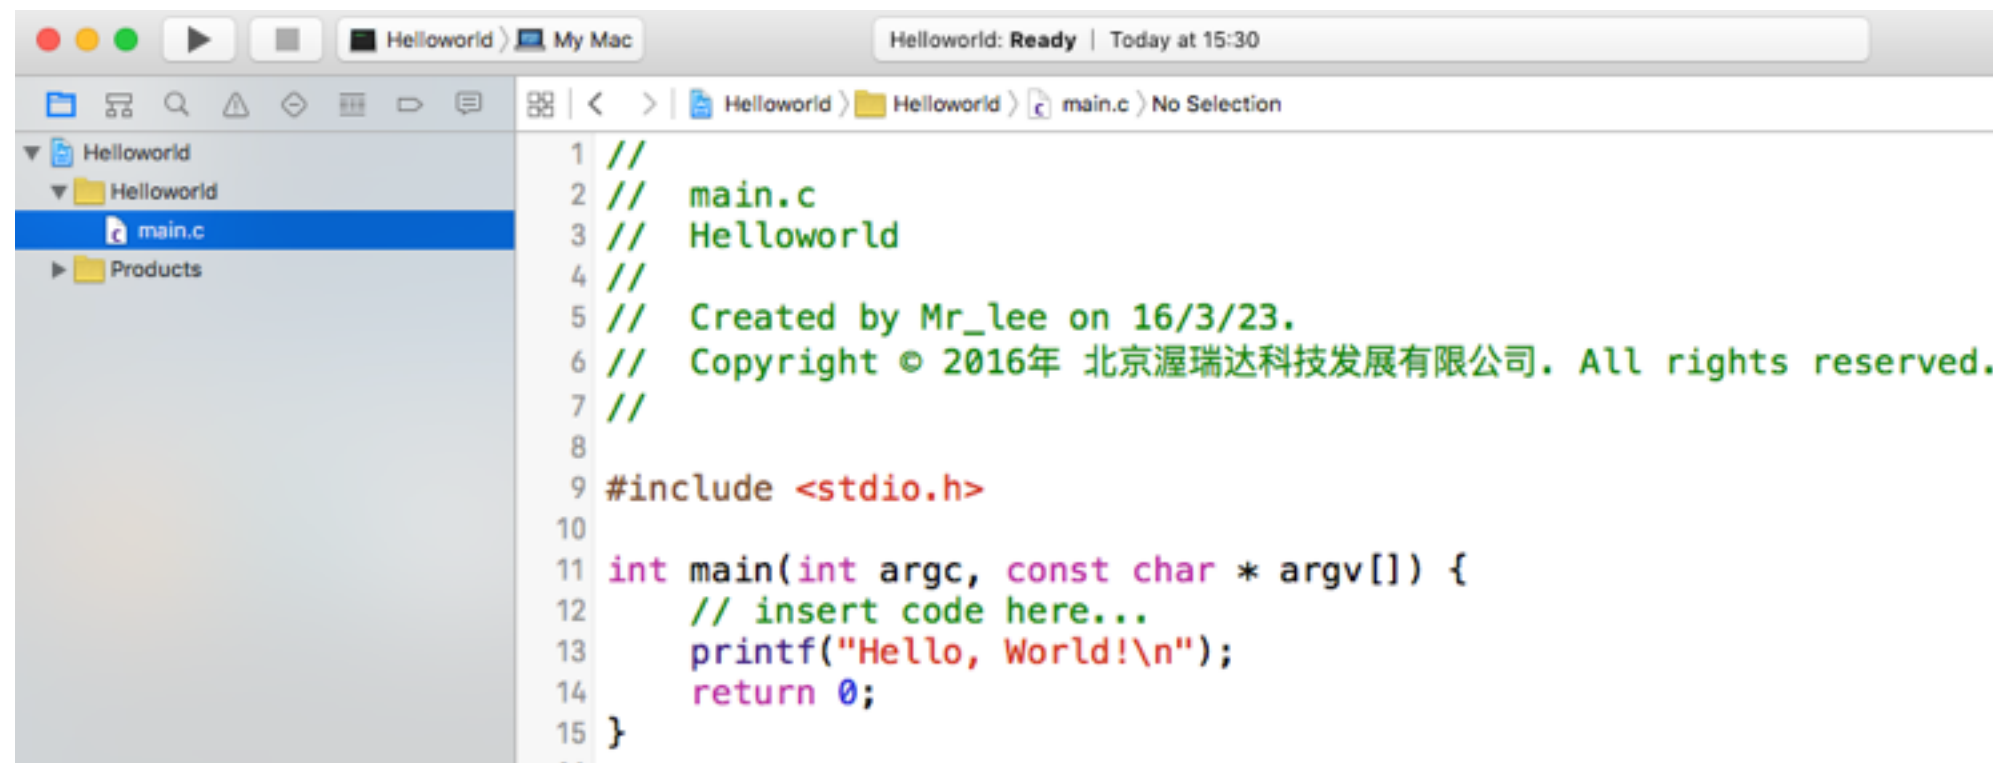 Helloworld 〉 My Mac
Helloworld: Ready | Today at 15:30
Helloworld 〉 Helloworld 〉 main.c 〉 No Selection
Helloworld
Helloworld
main.c
Products
1 //
2 //  main.c
3 //  Helloworld
4 //
5 //  Created by Mr_lee on 16/3/23.
6 //  Copyright © 2016年 北京渥瑞达科技发展有限公司. All rights reserved.
7 //
8
9 #include <stdio.h>
10
11 int main(int argc, const char * argv[]) {
12     // insert code here...
13     printf("Hello, World!\n");
14     return 0;
15 }